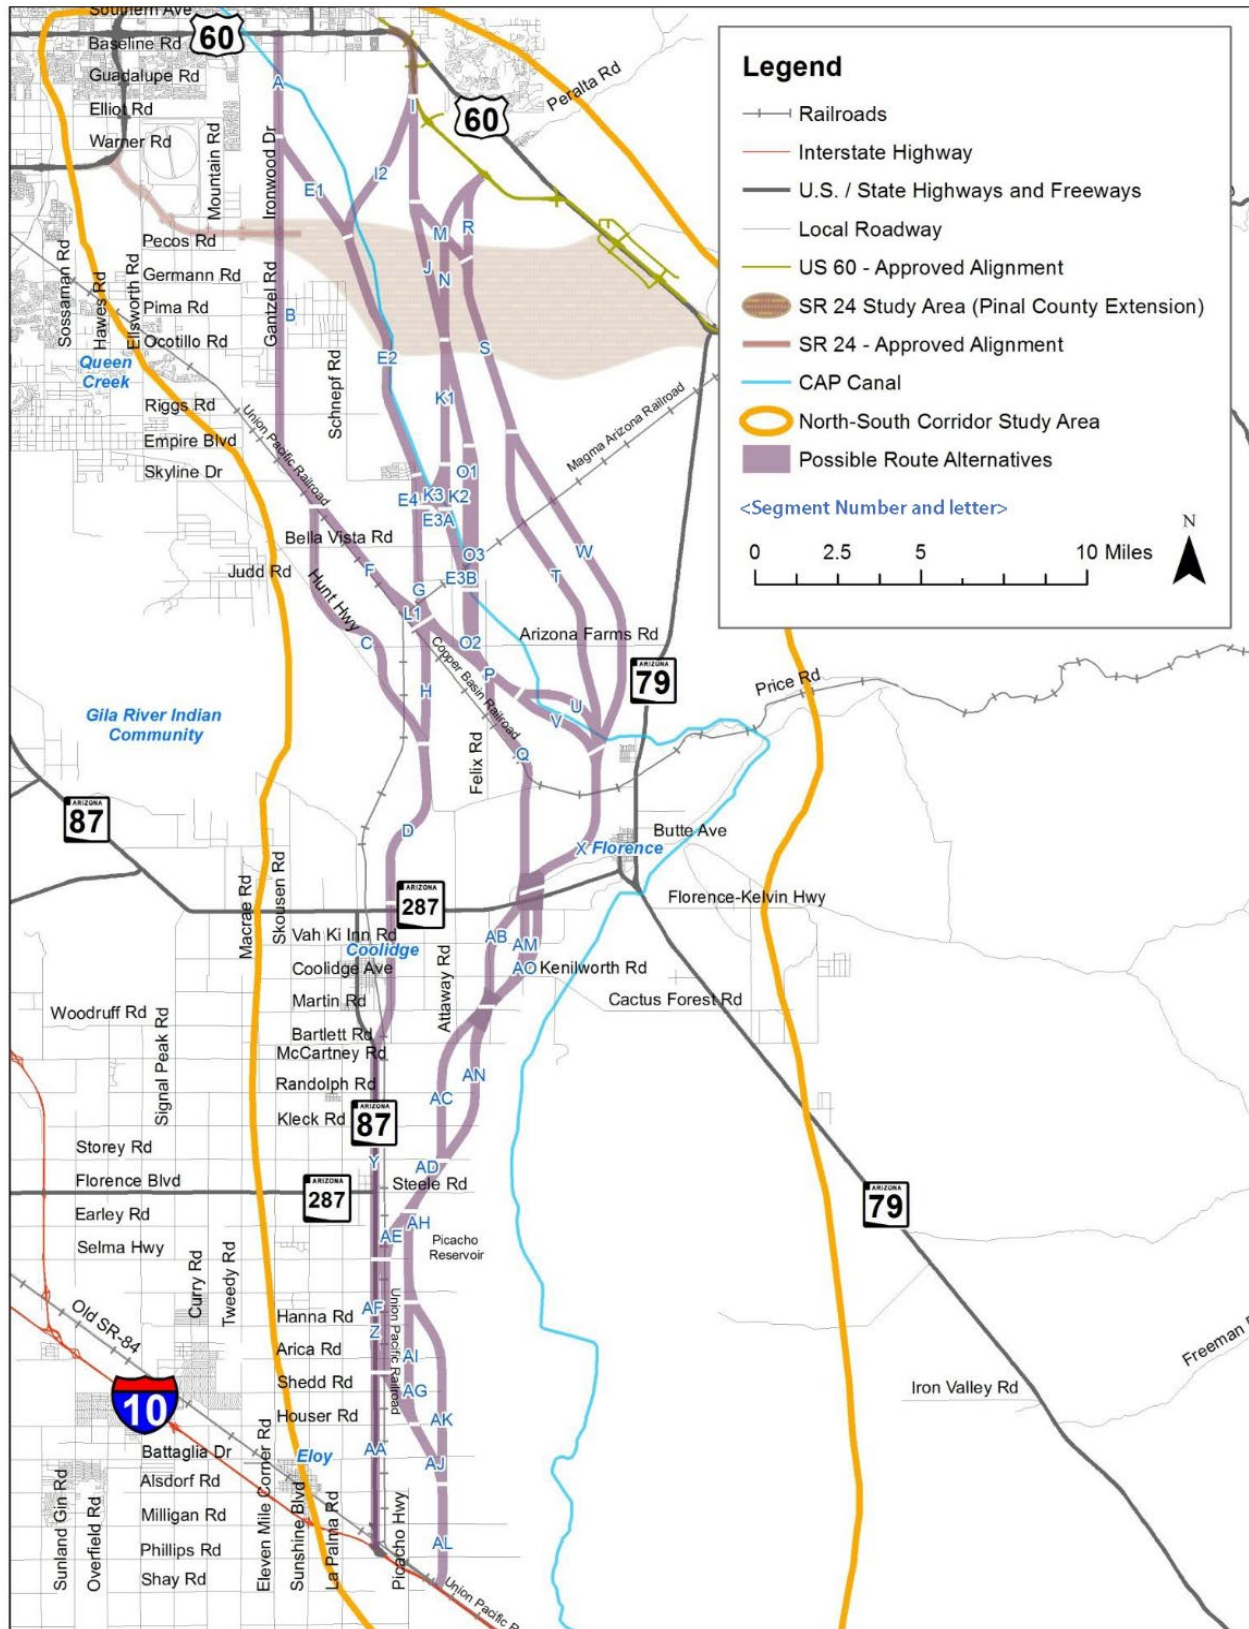 Southern Ave
Baseline Rd
60
Guadalupe Rd
Elliot Rd
Warner Rd
Mountain Rd
Ironwood Dr
A
I
60
Peralta Rd
E1
I2
M
R
J
N
Pecos Rd
Germann Rd
Pima Rd
Ocotillo Rd
Sossaman Rd
Hawes Rd
Ellsworth Rd
Gantzel Rd
B
Schnepf Rd
Queen
Creek
E2
S
K1
Riggs Rd
Empire Blvd
Skyline Dr
Union Pacific Railroad
Magma Arizona Railroad
O1
E4
K3
K2
E3A
Bella Vista Rd
Judd Rd
Hunt Hwy
F
O3
E3B
W
T
G
L1
C
O2
Arizona Farms Rd
Copper Basin Railroad
P
H
U
V
Q
Felix Rd
ARIZONA
79
Price Rd
Gila River Indian
Community
ARIZONA
87
D
X
Florence
Butte Ave
Florence-Kelvin Hwy
ARIZONA
287
Macrae Rd
Skousen Rd
Vah Ki Inn Rd
Coolidge
Coolidge Ave
Martin Rd
Bartlett Rd
McCartney Rd
Randolph Rd
Kleck Rd
Attaway Rd
AB
AM
AO
Kenilworth Rd
Cactus Forest Rd
Woodruff Rd
Signal Peak Rd
AN
AC
ARIZONA
87
Storey Rd
Florence Blvd
Earley Rd
Selma Hwy
Y
AD
Steele Rd
ARIZONA
287
AH
AE
Picacho
Reservoir
ARIZONA
79
Curry Rd
Tweedy Rd
Old SR-84
Hanna Rd
Arica Rd
Shedd Rd
Houser Rd
AF
Z
Union Pacific Railroad
AI
AG
AK
10
Battaglia Dr
Alsdorf Rd
Milligan Rd
Phillips Rd
Shay Rd
Sunland Gin Rd
Overfield Rd
Eleven Mile Corner Rd
Sunshine Blvd
La Palma Rd
Eloy
AA
AJ
Picacho Hwy
AL
Union Pacific R
Iron Valley Rd
Freeman
Legend
Railroads
Interstate Highway
U.S. / State Highways and Freeways
Local Roadway
US 60 - Approved Alignment
SR 24 Study Area (Pinal County Extension)
SR 24 - Approved Alignment
CAP Canal
North-South Corridor Study Area
Possible Route Alternatives
<Segment Number and letter>
N
0 2.5 5 10 Miles